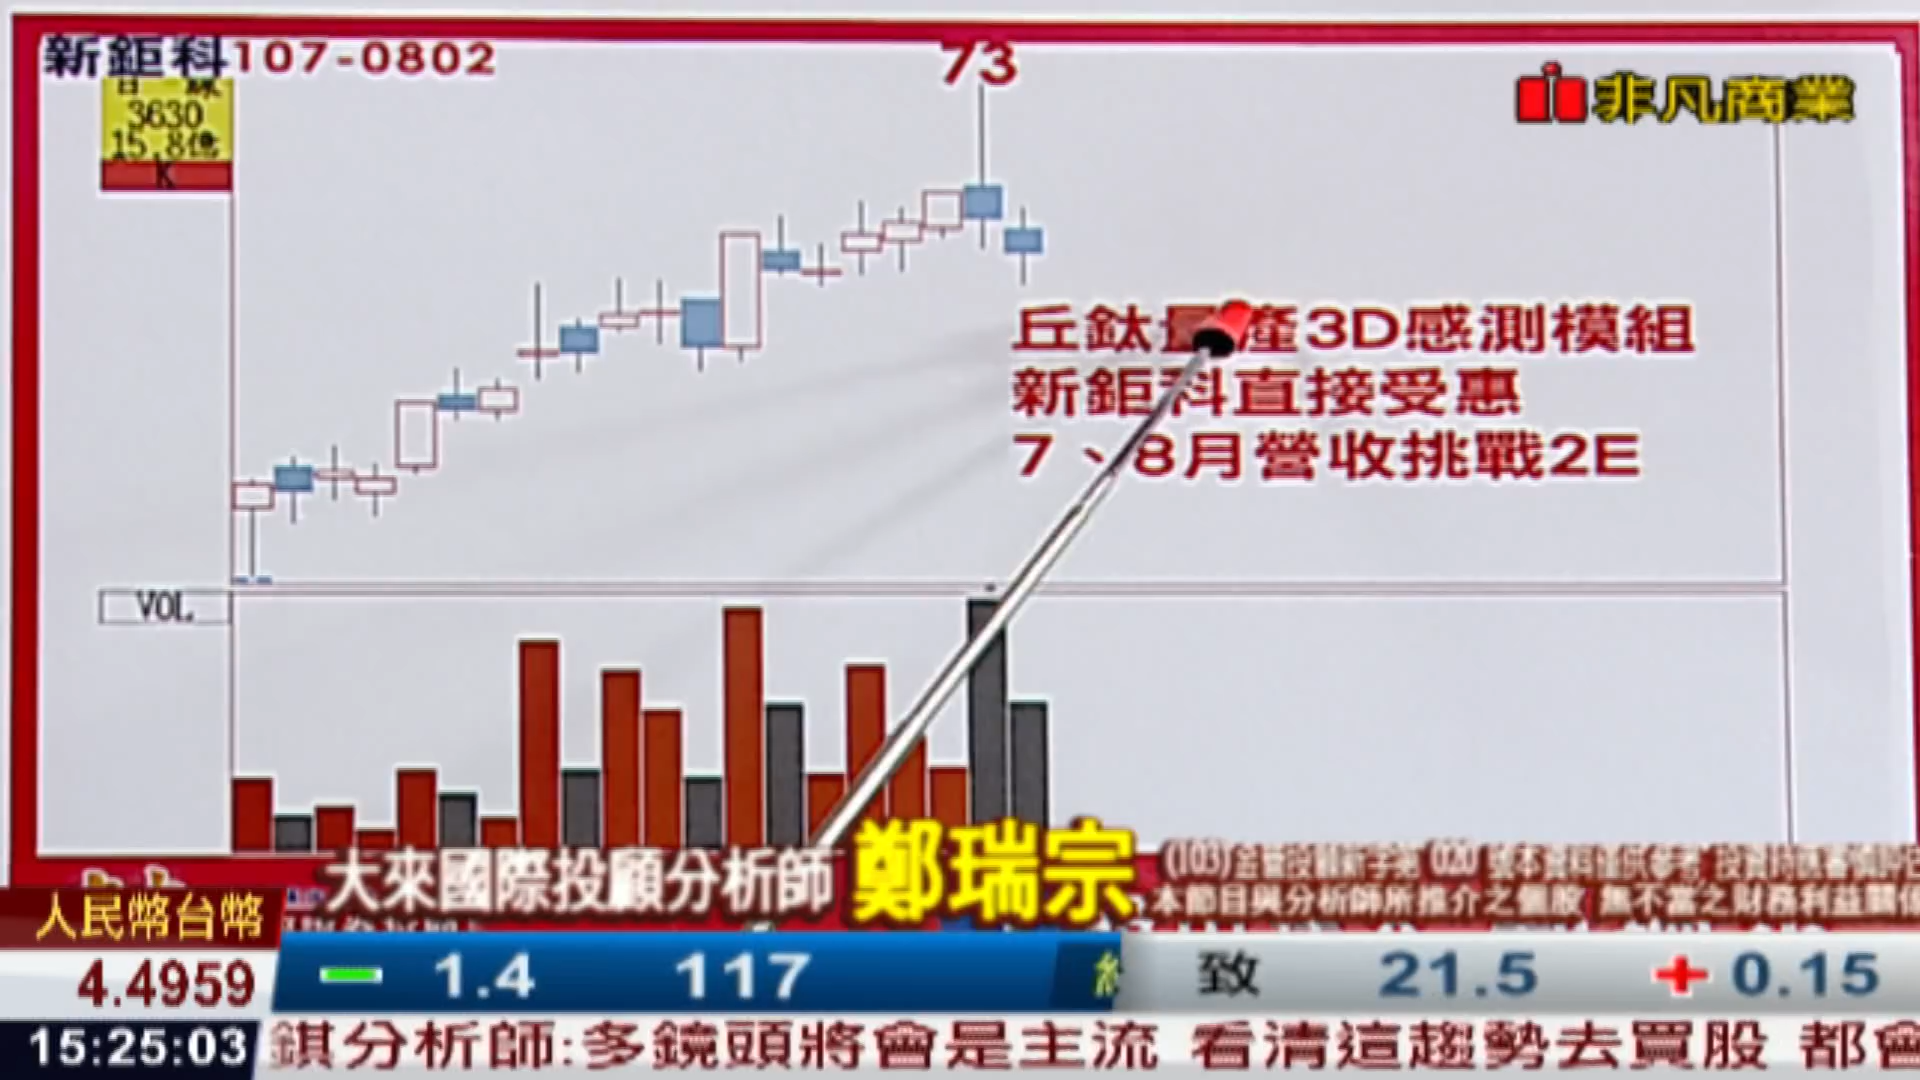 新鉅科107-0802
73
非凡商業
日 線
3630
15.8億
K
丘鈦量產3D感測模組
新鉅科直接受惠
7、8月營收挑戰2E
VOL
大來國際投顧分析師 鄭瑞宗
本節目與分析師所推介之個股 無不當之財務利益關係
人民幣台幣
4.4959
1.4 117
致 21.5 + 0.15
15:25:03
錤分析師:多鏡頭將會是主流 看清這趨勢去買股 都會